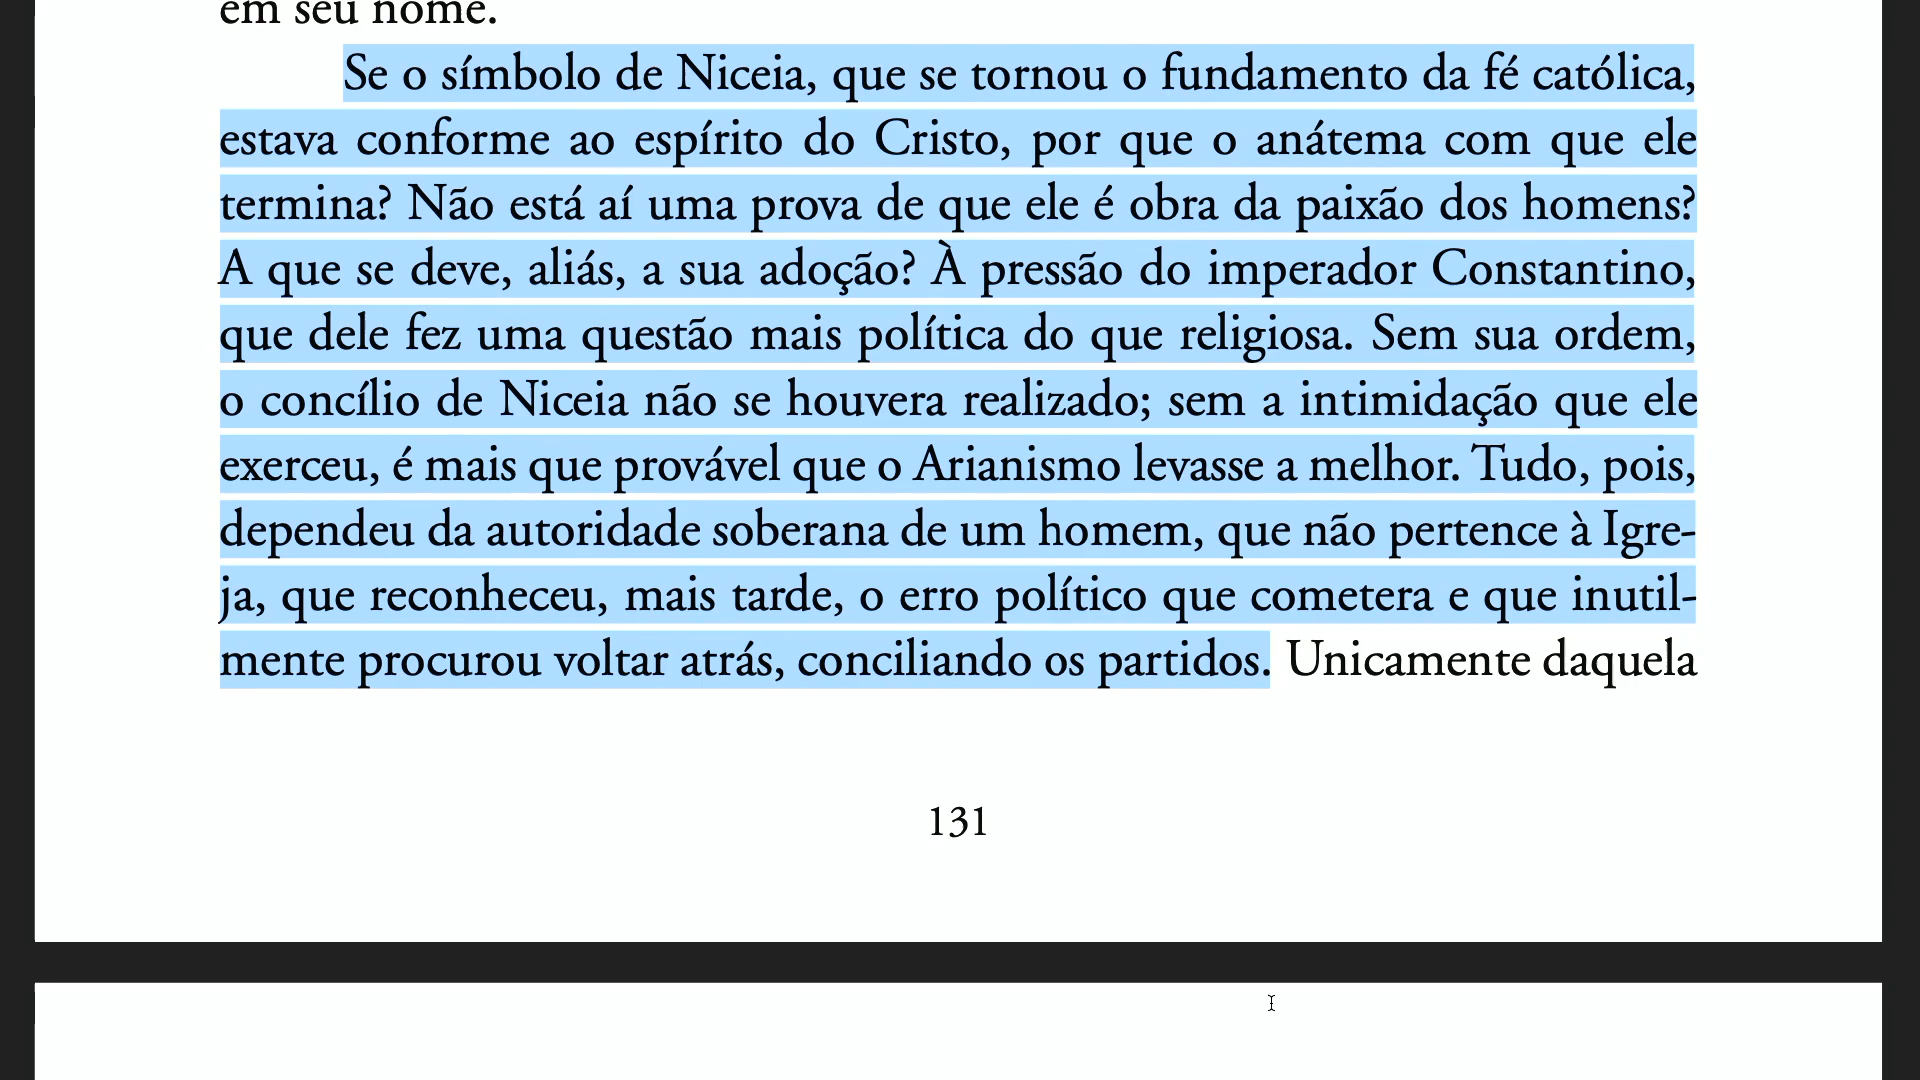 em seu nome.
Se o símbolo de Niceia, que se tornou o fundamento da fé católica,
estava conforme ao espírito do Cristo, por que o anátema com que ele
termina? Não está aí uma prova de que ele é obra da paixão dos homens?
A que se deve, aliás, a sua adoção? À pressão do imperador Constantino,
que dele fez uma questão mais política do que religiosa. Sem sua ordem,
o concílio de Niceia não se houvera realizado; sem a intimidação que ele
exerceu, é mais que provável que o Arianismo levasse a melhor. Tudo, pois,
dependeu da autoridade soberana de um homem, que não pertence à Igre-
ja, que reconheceu, mais tarde, o erro político que cometera e que inutil-
mente procurou voltar atrás, conciliando os partidos. Unicamente daquela
131